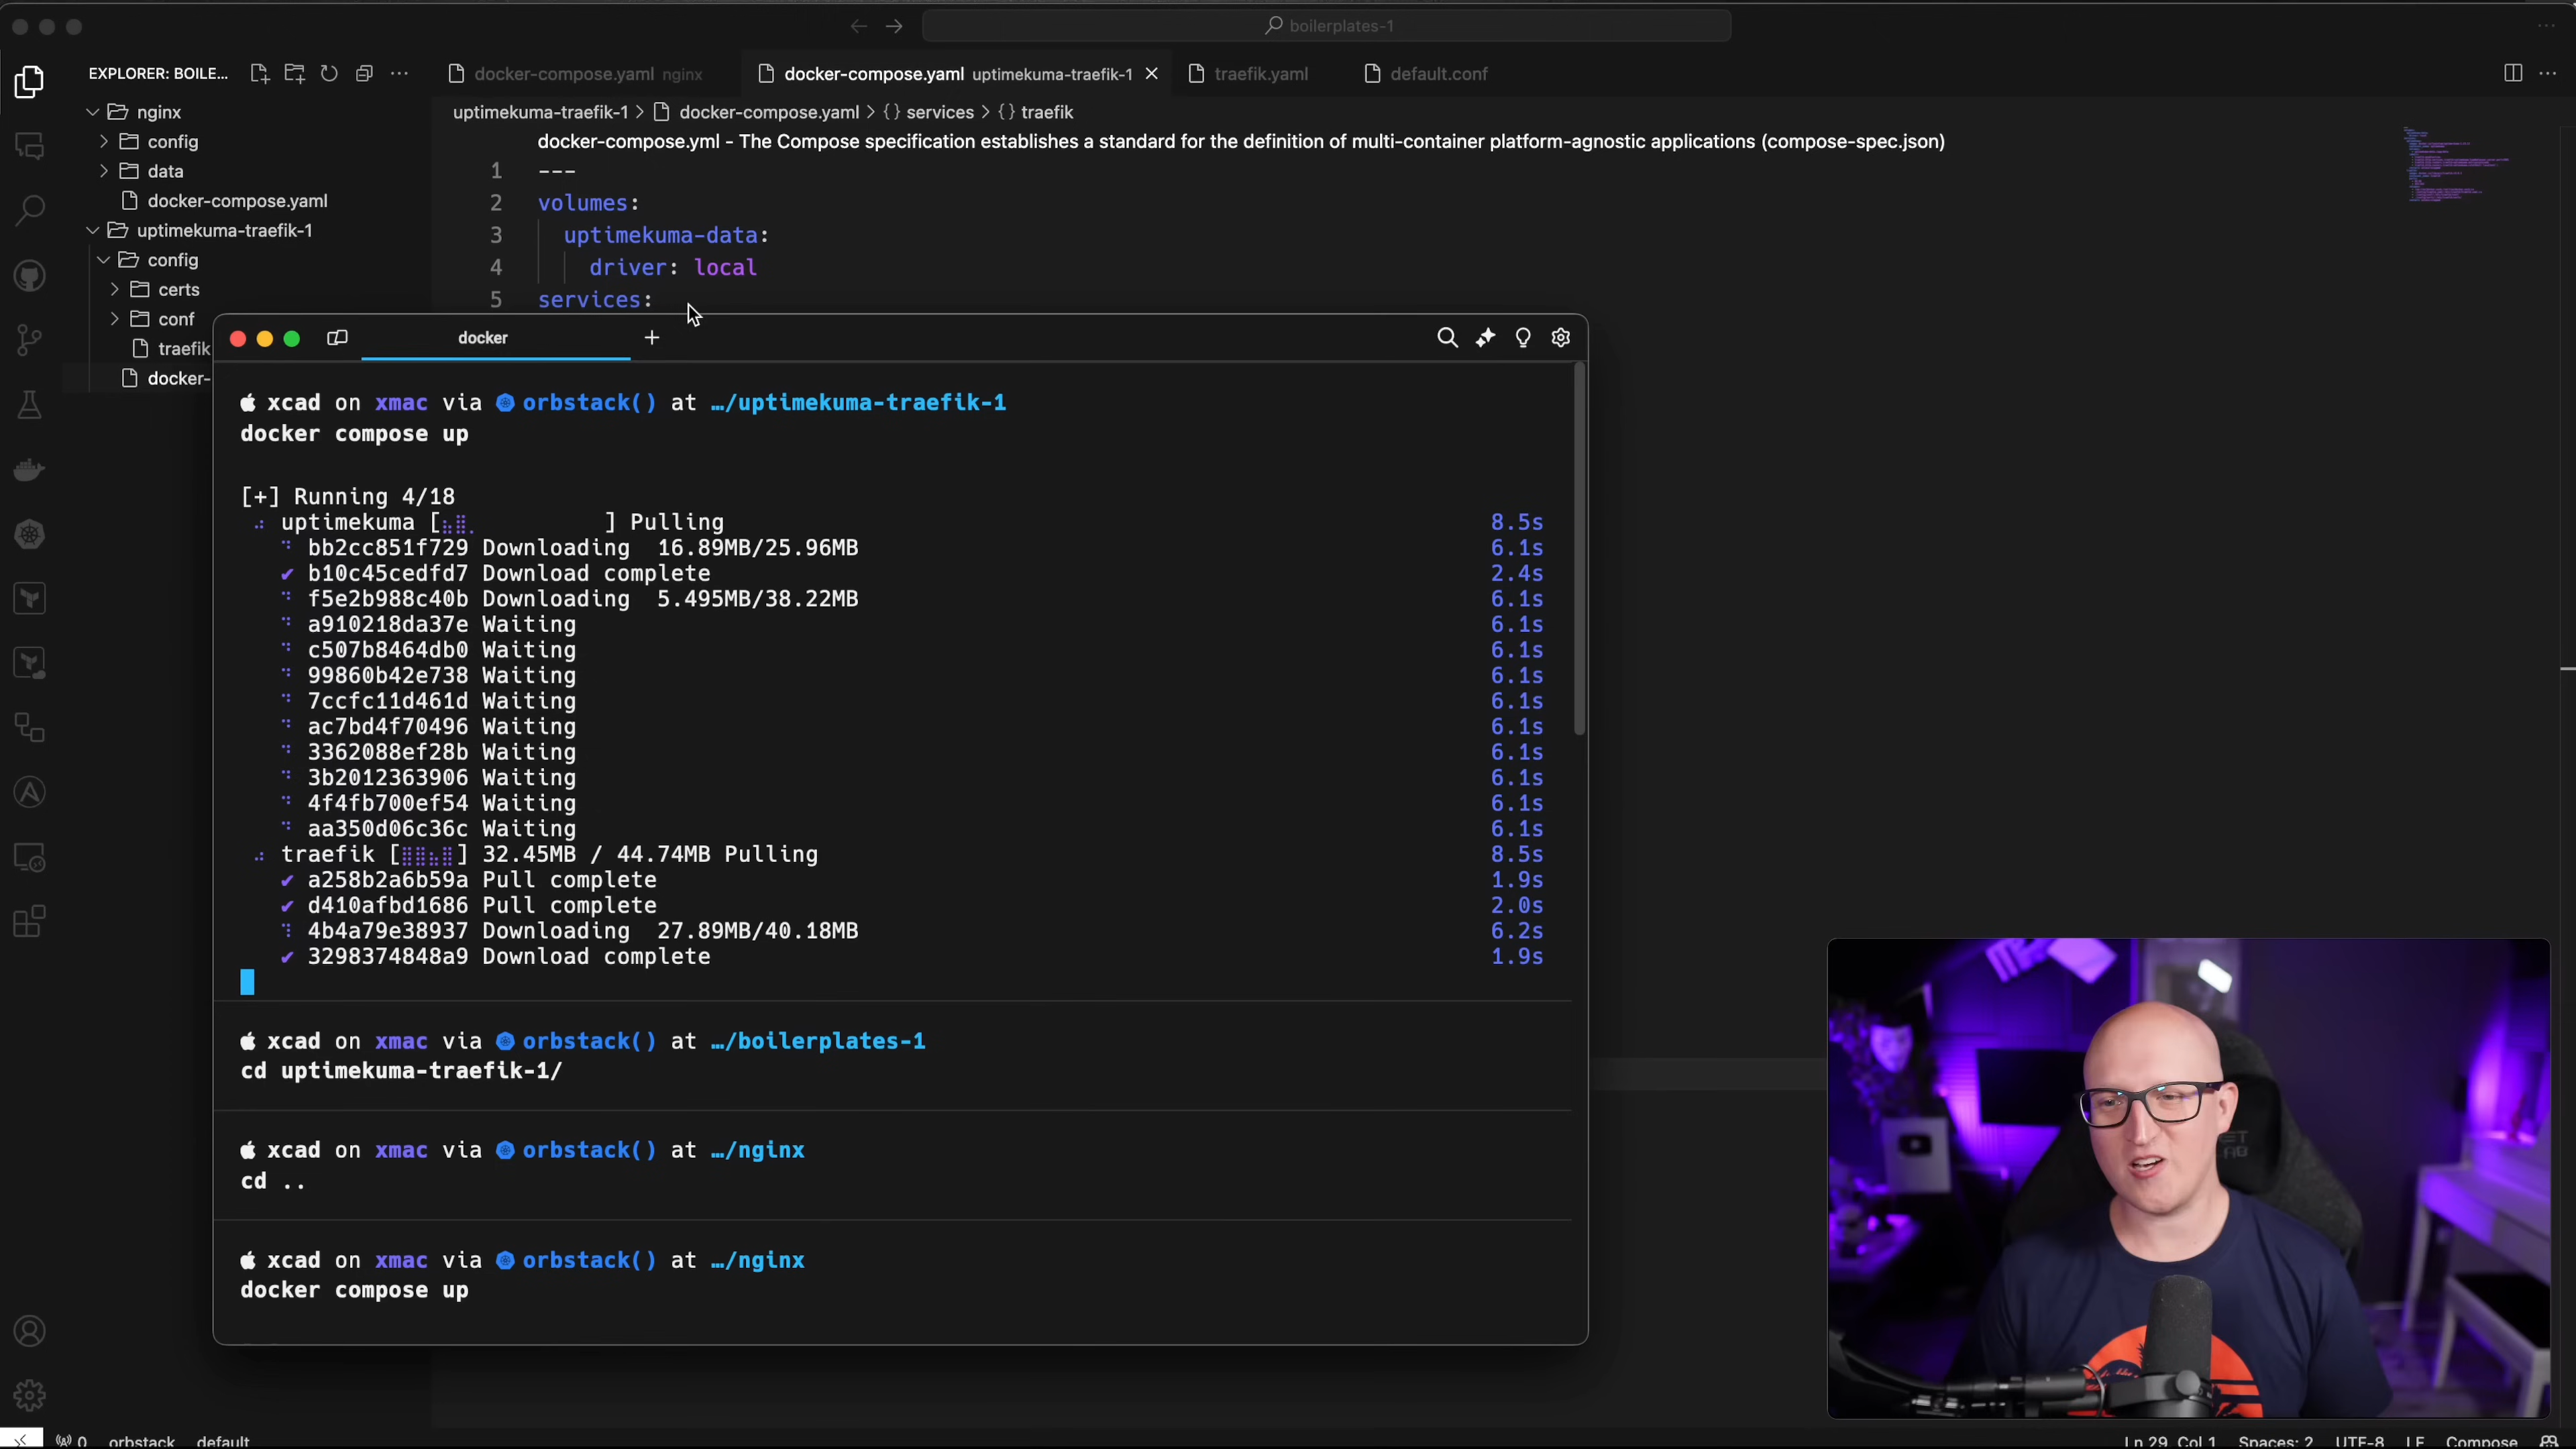 boilerplates-1
EXPLORER: BOILE...
docker-compose.yaml nginx
docker-compose.yaml uptimekuma-traefik-1
traefik.yaml
default.conf
nginx
config
data
docker-compose.yaml
uptimekuma-traefik-1
config
certs
conf
traefik
docker-
uptimekuma-traefik-1 > docker-compose.yaml > {} services > {} traefik
docker-compose.yml - The Compose specification establishes a standard for the definition of multi-container platform-agnostic applications (compose-spec.json)
1 ---
2 volumes:
3 uptimekuma-data:
4 driver: local
5 services:
docker
xcad on xmac via orbstack() at …/uptimekuma-traefik-1
docker compose up
[+] Running 4/18
uptimekuma [ ] Pulling 8.5s
bb2cc851f729 Downloading 16.89MB/25.96MB 6.1s
✔ b10c45cedfd7 Download complete 2.4s
f5e2b988c40b Downloading 5.495MB/38.22MB 6.1s
a910218da37e Waiting 6.1s
c507b8464db0 Waiting 6.1s
99860b42e738 Waiting 6.1s
7ccfc11d461d Waiting 6.1s
ac7bd4f70496 Waiting 6.1s
3362088ef28b Waiting 6.1s
3b2012363906 Waiting 6.1s
4f4fb700ef54 Waiting 6.1s
aa350d06c36c Waiting 6.1s
traefik [ ] 32.45MB / 44.74MB Pulling 8.5s
✔ a258b2a6b59a Pull complete 1.9s
✔ d410afbd1686 Pull complete 2.0s
4b4a79e38937 Downloading 27.89MB/40.18MB 6.2s
✔ 3298374848a9 Download complete 1.9s
xcad on xmac via orbstack() at …/boilerplates-1
cd uptimekuma-traefik-1/
xcad on xmac via orbstack() at …/nginx
cd ..
xcad on xmac via orbstack() at …/nginx
docker compose up
0 orbstack default
Ln 29, Col 1 Spaces: 2 UTF-8 LF Compose